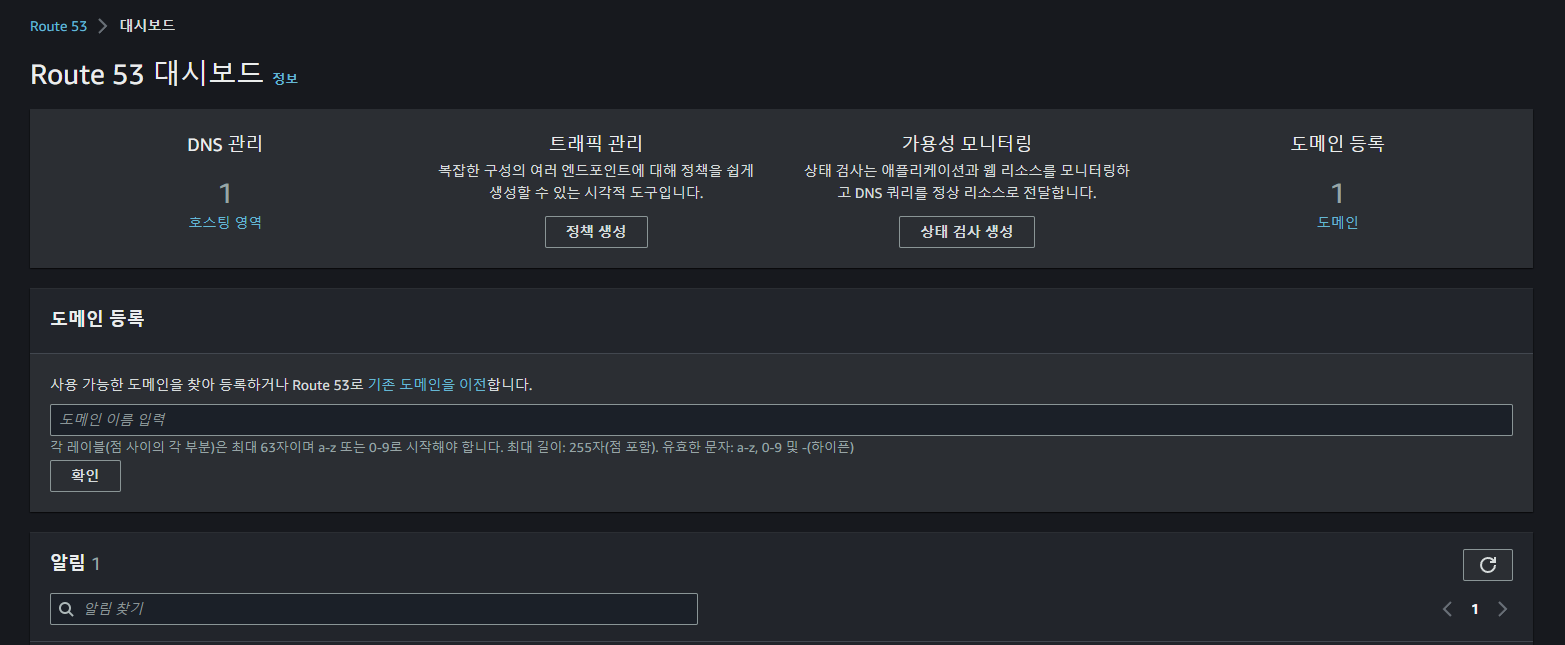 Route 53 > 대시보드
Route 53 대시보드 정보
DNS 관리
1
호스팅 영역
트래픽 관리
복잡한 구성의 여러 엔드포인트에 대해 정책을 쉽게
생성할 수 있는 시각적 도구입니다.
정책 생성
가용성 모니터링
상태 검사는 애플리케이션과 웹 리소스를 모니터링하
고 DNS 쿼리를 정상 리소스로 전달합니다.
상태 검사 생성
도메인 등록
1
도메인
도메인 등록
사용 가능한 도메인을 찾아 등록하거나 Route 53로 기존 도메인을 이전합니다.
도메인 이름 입력
각 레이블(점 사이의 각 부분)은 최대 63자이며 a-z 또는 0-9로 시작해야 합니다. 최대 길이: 255자(점 포함). 유효한 문자: a-z, 0-9 및 -(하이픈)
확인
알림 1
알림 찾기
1